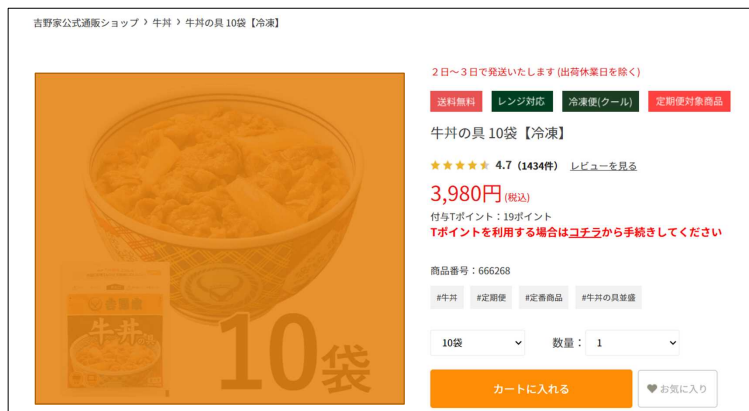 吉野家公式通販ショップ › 牛丼 › 牛丼の具 10袋【冷凍】
2日～3日で発送いたします (出荷休業日を除く)
送料無料 レンジ対応 冷凍便(クール) 定期便対象商品
牛丼の具 10袋【冷凍】
4.7 (1434件) レビューを見る
3,980円(税込)
付与Tポイント：19ポイント
Tポイントを利用する場合はコチラから手続きしてください
商品番号：666268
#牛丼 #定期便 #定番商品 #牛丼の具並盛
10袋 数量： 1
カートに入れる お気に入り
吉野家
牛丼の具
10袋